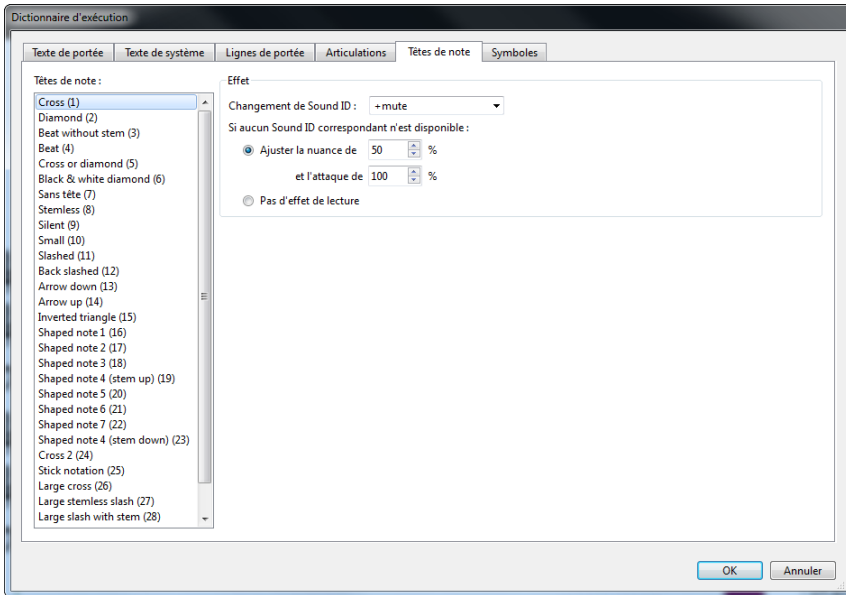 Dictionnaire d'exécution
Texte de portée Texte de système Lignes de portée Articulations Têtes de note Symboles
Têtes de note :
Cross (1)
Diamond (2)
Beat without stem (3)
Beat (4)
Cross or diamond (5)
Black & white diamond (6)
Sans tête (7)
Stemless (8)
Silent (9)
Small (10)
Slashed (11)
Back slashed (12)
Arrow down (13)
Arrow up (14)
Inverted triangle (15)
Shaped note 1 (16)
Shaped note 2 (17)
Shaped note 3 (18)
Shaped note 4 (stem up) (19)
Shaped note 5 (20)
Shaped note 6 (21)
Shaped note 7 (22)
Shaped note 4 (stem down) (23)
Cross 2 (24)
Stick notation (25)
Large cross (26)
Large stemless slash (27)
Large slash with stem (28)
Effet
Changement de Sound ID : +mute
Si aucun Sound ID correspondant n'est disponible :
Ajuster la nuance de 50 %
et l'attaque de 100 %
Pas d'effet de lecture
OK Annuler